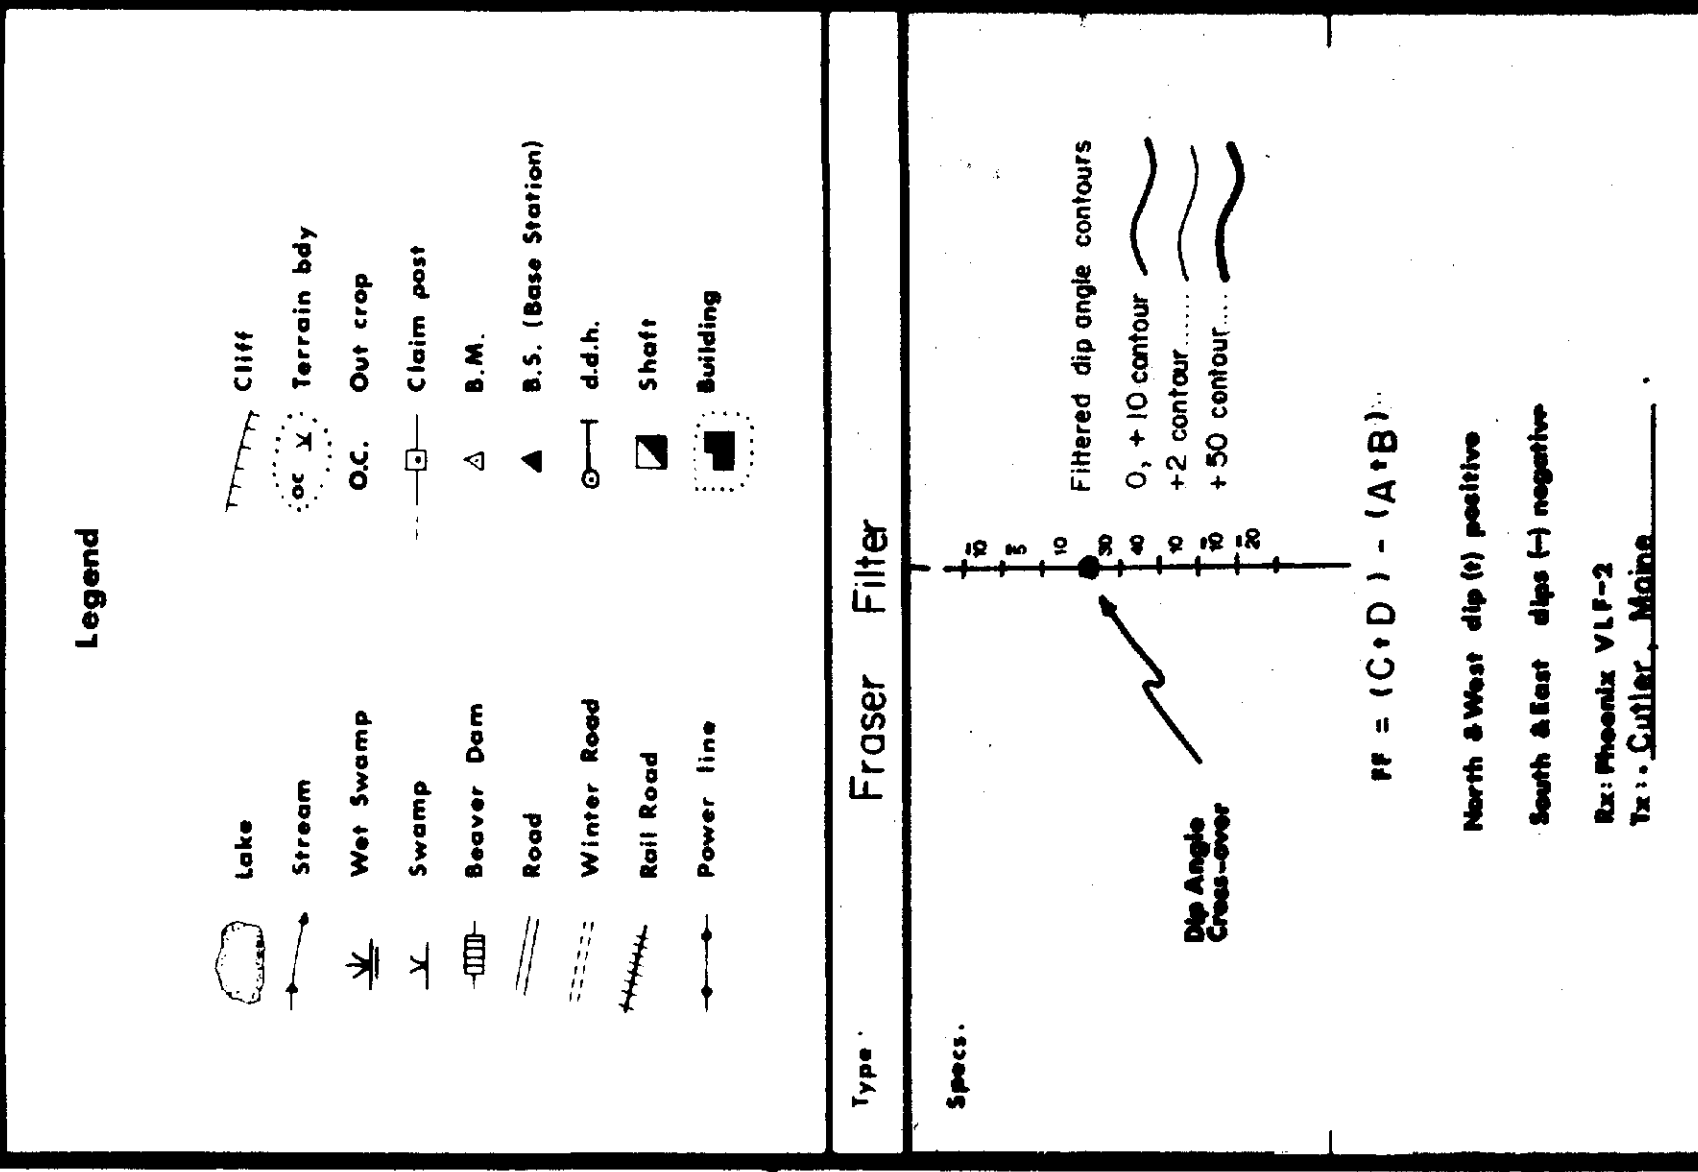 Legend
Lake
Stream
Wet Swamp
Swamp
Beaver Dam
Road
Winter Road
Rail Road
Power line
Cliff
oc
Terrain bdy
O.C. Out crop
Claim post
B.M.
B.S. (Base Station)
d.d.h.
Shaft
Building
Type
Fraser Filter
Specs.
Dip Angle
Cross-over
-10
-5
10
30
40
10
-10
-20
Filtered dip angle contours
0, +10 contour
+2 contour......
+50 contour....
FF = (C+D) - (A+B)
North & West dip (+) positive
South & East dips (-) negative
Rx: Phoenix VLF-2
Tx: Cutler, Maine